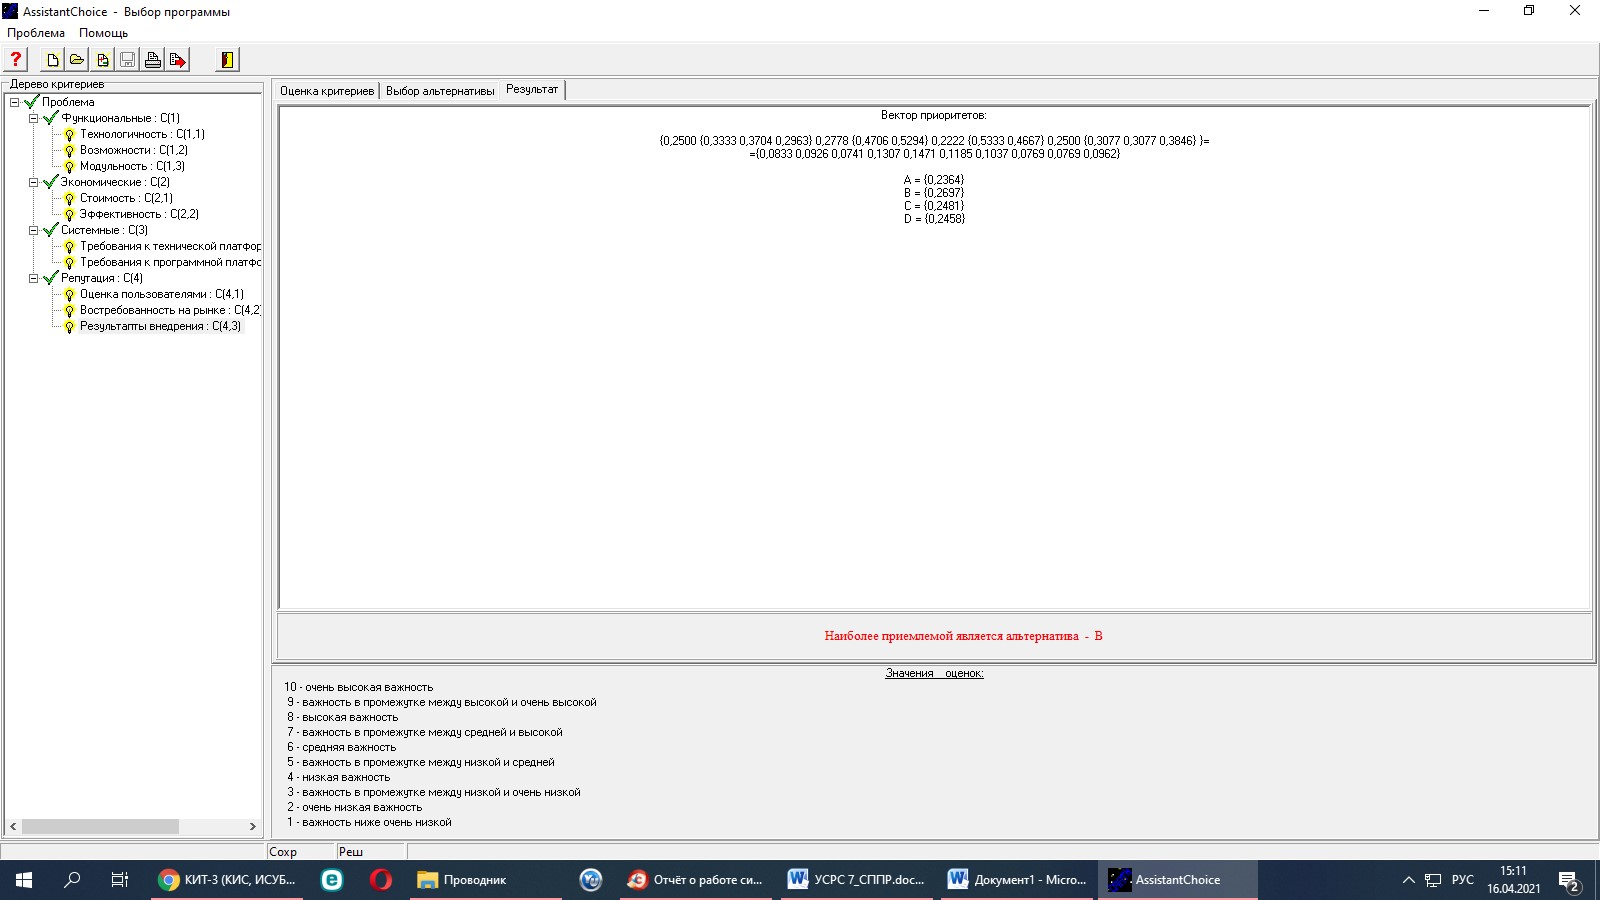 AssistantChoice - Выбор программы
Проблема Помощь
Дерево критериев
Проблема
Функциональные : C(1)
Технологичность : C(1,1)
Возможности : C(1,2)
Модульность : C(1,3)
Экономические : C(2)
Стоимость : C(2,1)
Эффективность : C(2,2)
Системные : C(3)
Требования к технической платфор
Требования к программной платфо
Репутация : C(4)
Оценка пользователями : C(4,1)
Востребованность на рынке : C(4,2)
Результапты внедрения : C(4,3)
Оценка критериев Выбор альтернативы Результат
Вектор приоритетов:
{0,2500 {0,3333 0,3704 0,2963} 0,2778 {0,4706 0,5294} 0,2222 {0,5333 0,4667} 0,2500 {0,3077 0,3077 0,3846} }=
={0,0833 0,0926 0,0741 0,1307 0,1471 0,1185 0,1037 0,0769 0,0769 0,0962}
A = {0,2364}
B = {0,2697}
C = {0,2481}
D = {0,2458}
Наиболее приемлемой является альтернатива - B
Значения оценок:
10 - очень высокая важность
9 - важность в промежутке между высокой и очень высокой
8 - высокая важность
7 - важность в промежутке между средней и высокой
6 - средняя важность
5 - важность в промежутке между низкой и средней
4 - низкая важность
3 - важность в промежутке между низкой и очень низкой
2 - очень низкая важность
1 - важность ниже очень низкой
Сохр Реш
КИТ-3 (КИС, ИСУБ... Проводник Отчёт о работе си... УСРС 7_СППР.doc... Документ1 - Micro... AssistantChoice РУС 15:11
16.04.2021 2